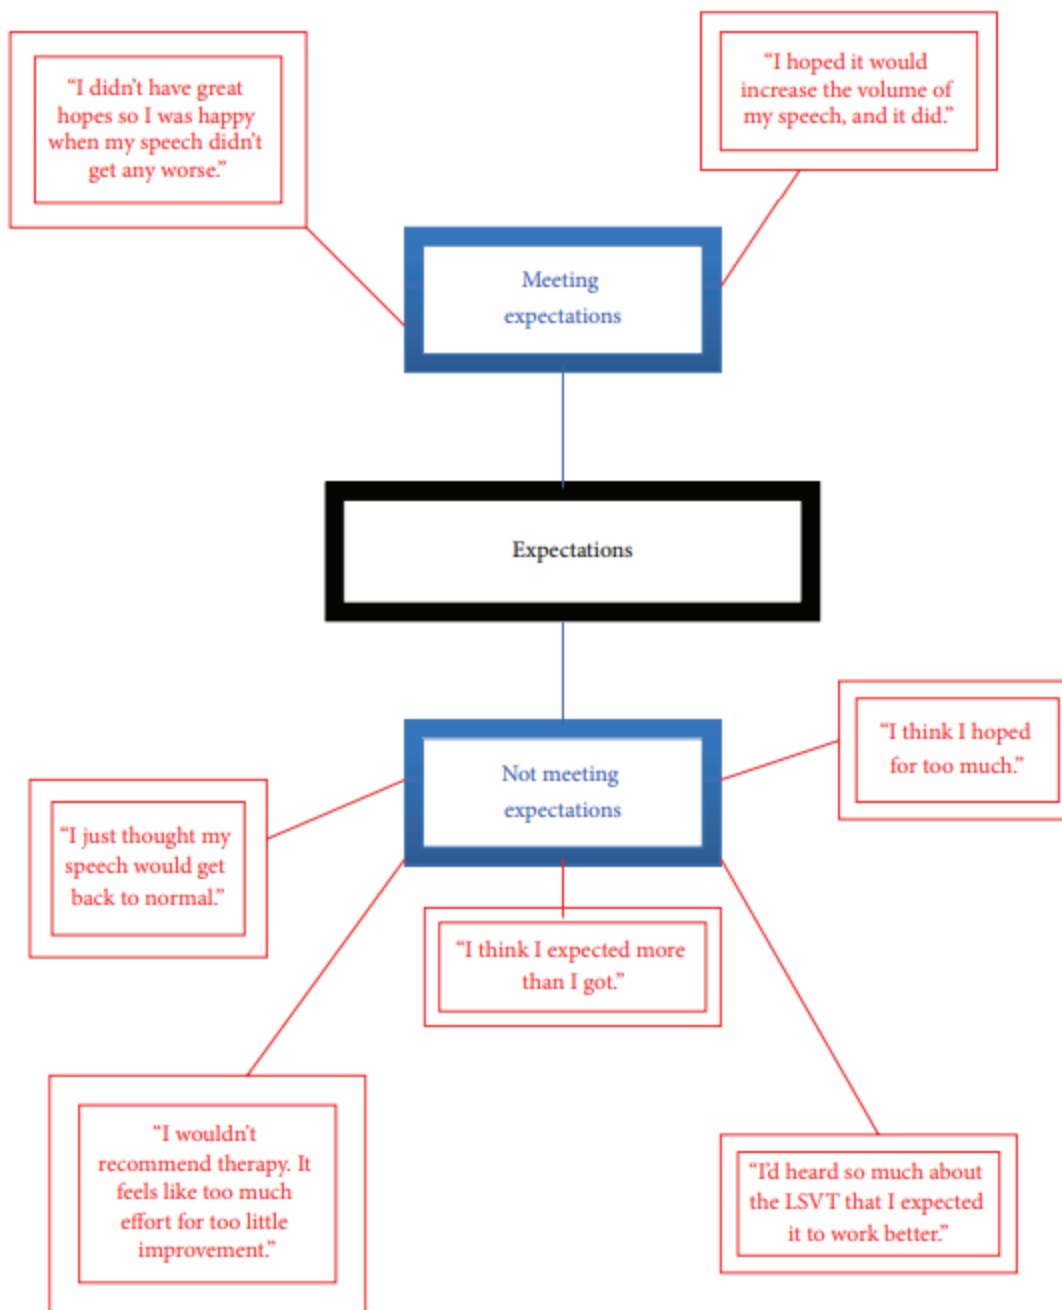 “I didn’t have great
hopes so I was happy
when my speech didn’t
get any worse.”
“I hoped it would
increase the volume of
my speech, and it did.”
Meeting
expectations
Expectations
Not meeting
expectations
“I think I hoped
for too much.”
“I just thought my
speech would get
back to normal.”
“I think I expected more
than I got.”
“I wouldn’t
recommend therapy. It
feels like too much
effort for too little
improvement.”
“I’d heard so much about
the LSVT that I expected
it to work better.”